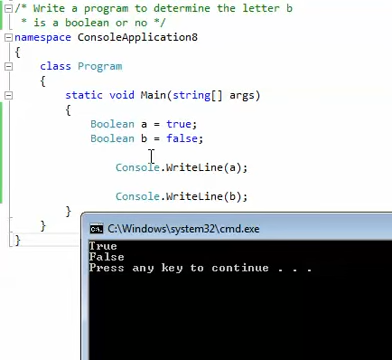 /* Write a program to determine the letter b
* is a boolean or no */
namespace ConsoleApplication8
{
class Program
{
static void Main(string[] args)
{
Boolean a = true;
Boolean b = false;
Console.WriteLine(a);
Console.WriteLine(b);
}
}
}
C:\Windows\system32\cmd.exe
True
False
Press any key to continue . . .